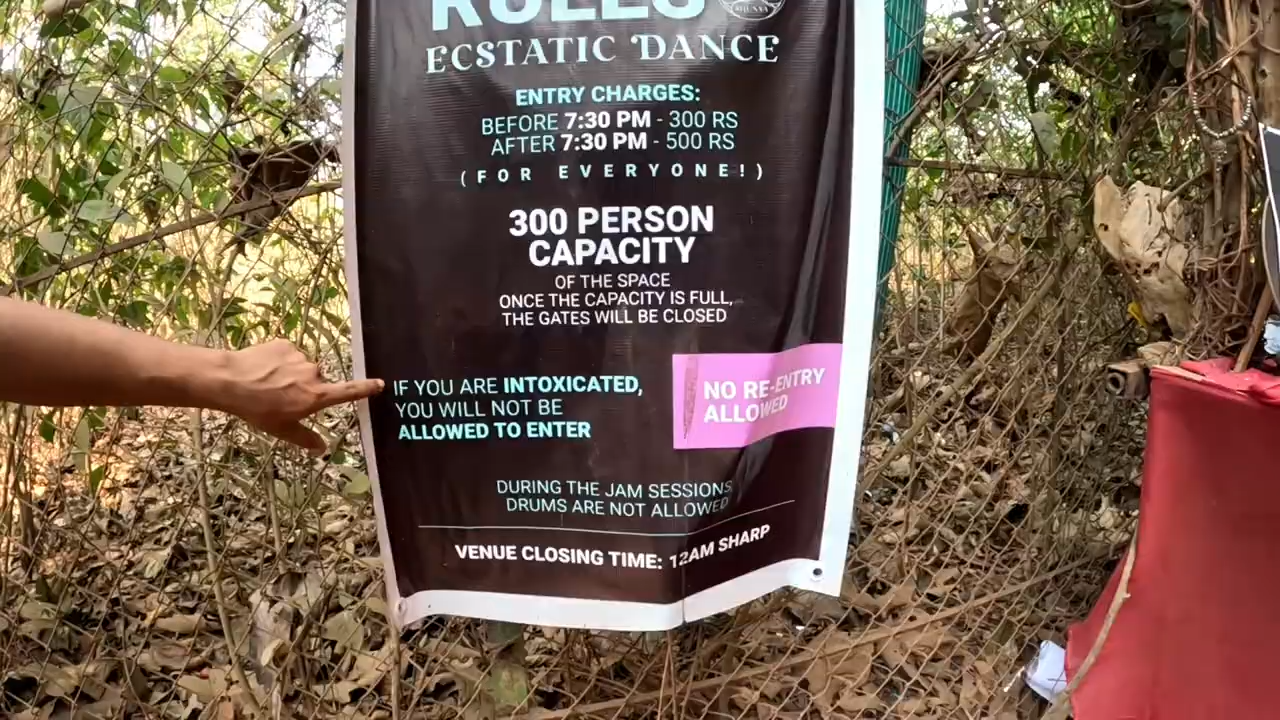 RULES
ECSTATIC DANCE
ENTRY CHARGES:
BEFORE 7:30 PM - 300 RS
AFTER 7:30 PM - 500 RS
(FOR EVERYONE!)
300 PERSON
CAPACITY
OF THE SPACE
ONCE THE CAPACITY IS FULL,
THE GATES WILL BE CLOSED
IF YOU ARE INTOXICATED,
YOU WILL NOT BE
ALLOWED TO ENTER
NO RE-ENTRY
ALLOWED
DURING THE JAM SESSIONS
DRUMS ARE NOT ALLOWED
VENUE CLOSING TIME: 12AM SHARP